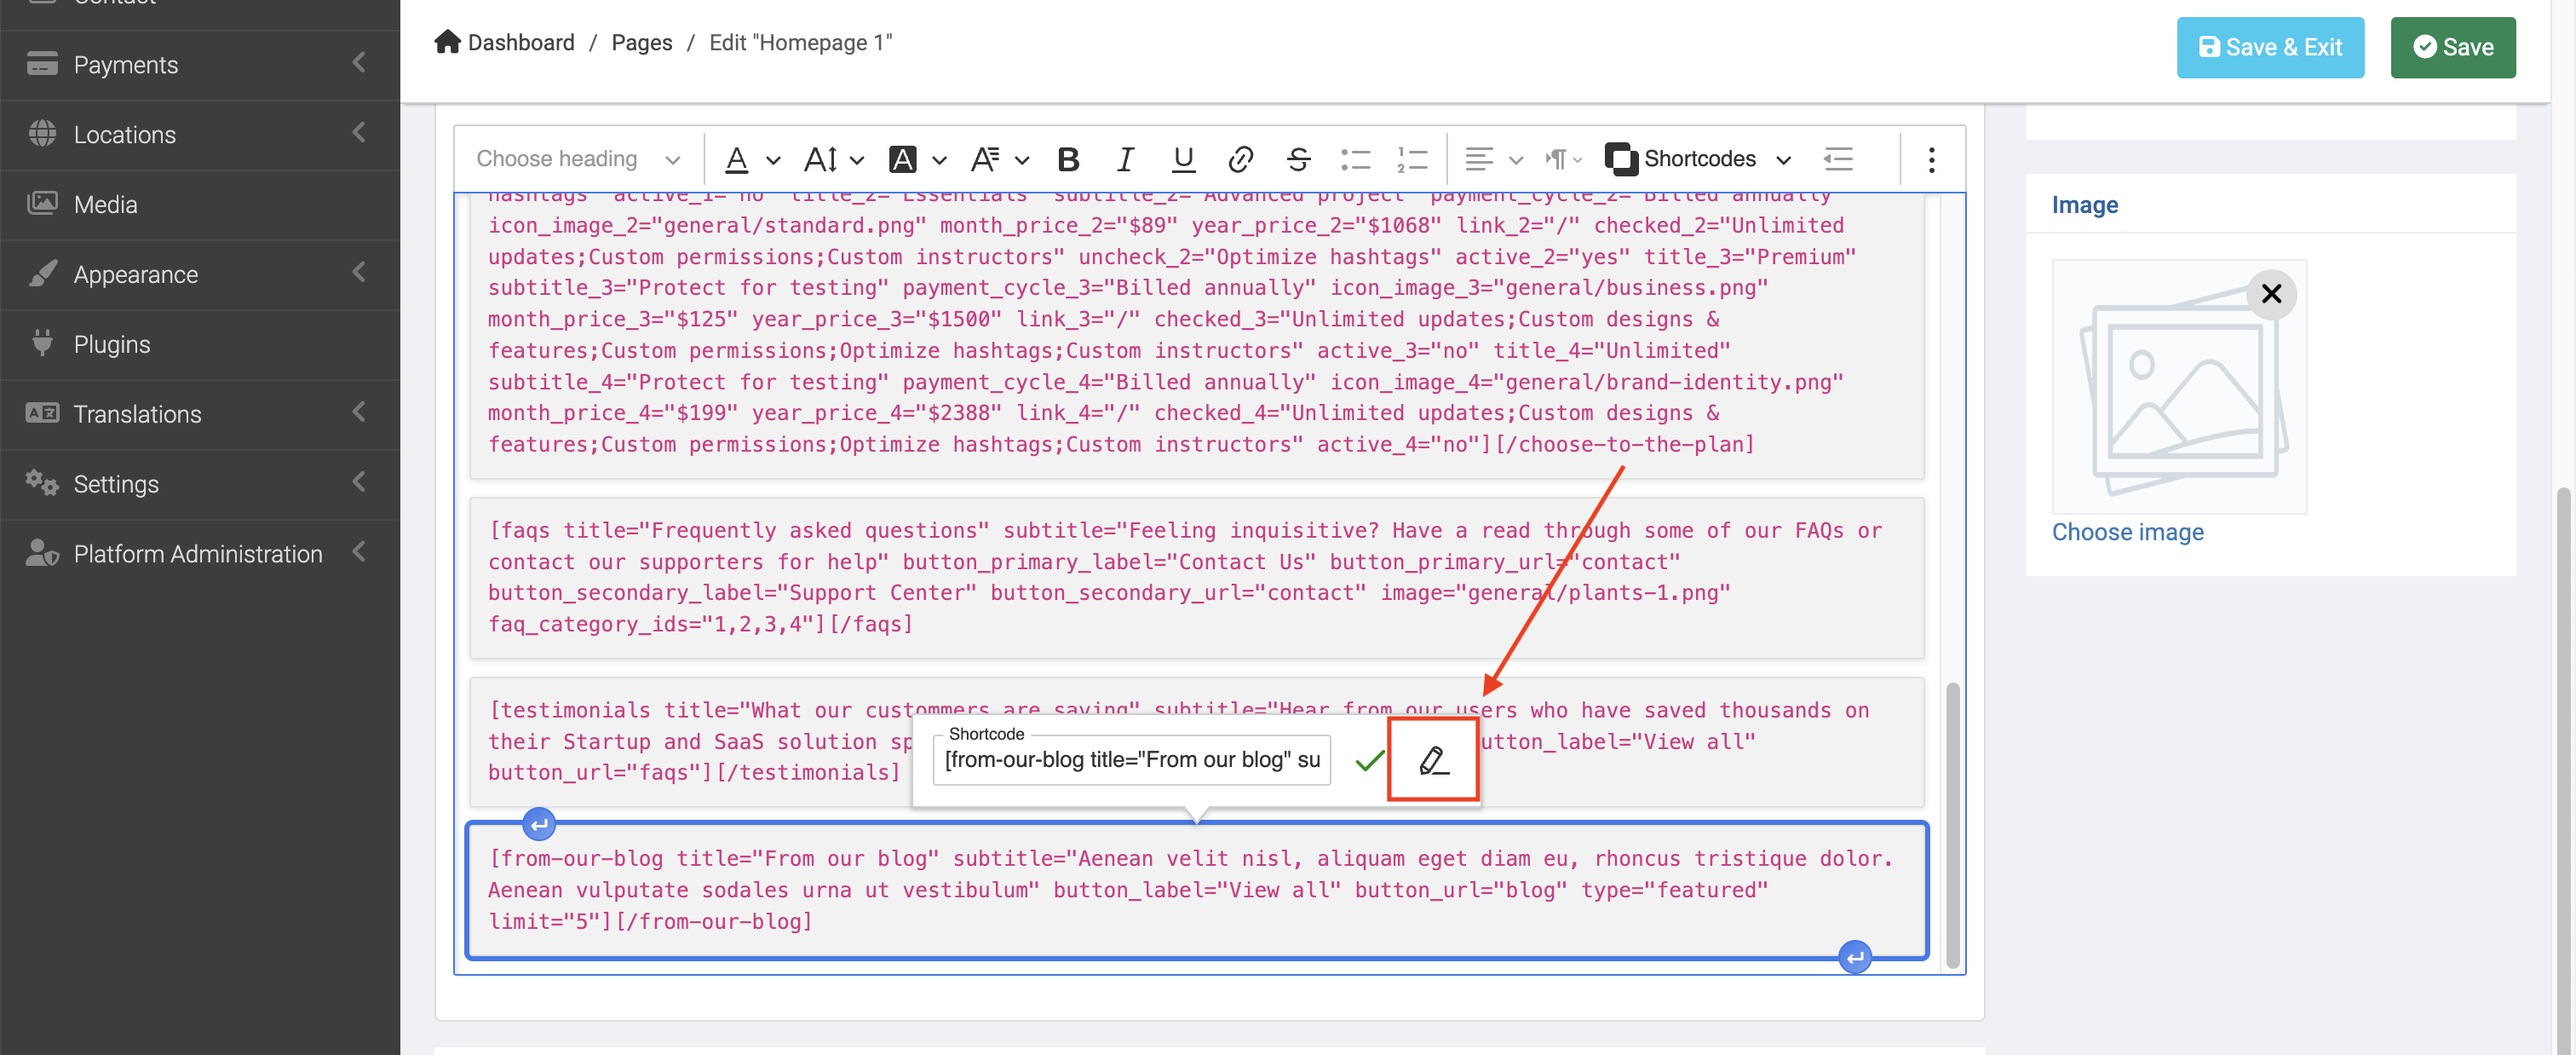 Contact
Payments
Locations
Media
Appearance
Plugins
Translations
Settings
Platform Administration
Dashboard / Pages / Edit "Homepage 1"
Save & Exit
Save
Choose heading
Shortcodes
hashtags" active_1="no" title_2="Essentials" subtitle_2="Advanced project" payment_cycle_2="Billed annually"
icon_image_2="general/standard.png" month_price_2="$89" year_price_2="$1068" link_2="/" checked_2="Unlimited
updates;Custom permissions;Custom instructors" uncheck_2="Optimize hashtags" active_2="yes" title_3="Premium"
subtitle_3="Protect for testing" payment_cycle_3="Billed annually" icon_image_3="general/business.png"
month_price_3="$125" year_price_3="$1500" link_3="/" checked_3="Unlimited updates;Custom designs &
features;Custom permissions;Optimize hashtags;Custom instructors" active_3="no" title_4="Unlimited"
subtitle_4="Protect for testing" payment_cycle_4="Billed annually" icon_image_4="general/brand-identity.png"
month_price_4="$199" year_price_4="$2388" link_4="/" checked_4="Unlimited updates;Custom designs &
features;Custom permissions;Optimize hashtags;Custom instructors" active_4="no"][/choose-to-the-plan]
[faqs title="Frequently asked questions" subtitle="Feeling inquisitive? Have a read through some of our FAQs or
contact our supporters for help" button_primary_label="Contact Us" button_primary_url="contact"
button_secondary_label="Support Center" button_secondary_url="contact" image="general/plants-1.png"
faq_category_ids="1,2,3,4"][/faqs]
[testimonials title="What our custommers are saying" subtitle="Hear from our users who have saved thousands on
their Startup and SaaS solution sp utton_label="View all"
button_url="faqs"][/testimonials]
Shortcode
[from-our-blog title="From our blog" su
[from-our-blog title="From our blog" subtitle="Aenean velit nisl, aliquam eget diam eu, rhoncus tristique dolor.
Aenean vulputate sodales urna ut vestibulum" button_label="View all" button_url="blog" type="featured"
limit="5"][/from-our-blog]
Image
Choose image